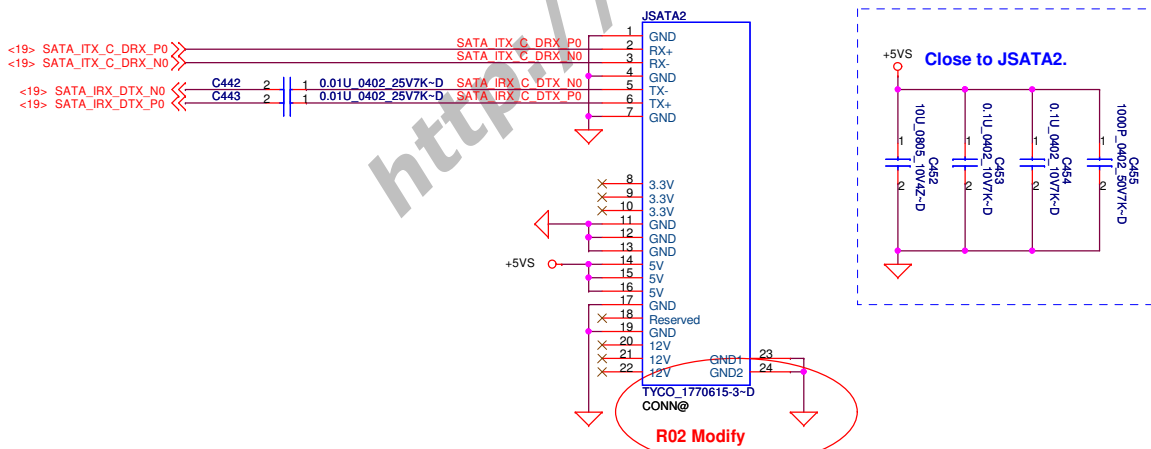 JSATA2
<19> SATA_ITX_C_DRX_P0 SATA_ITX_C_DRX_P0 1 GND
<19> SATA_ITX_C_DRX_N0 SATA_ITX_C_DRX_N0 2 RX+
3 RX-
4 GND
<19> SATA_IRX_DTX_N0 C442 2 1 0.01U_0402_25V7K~D SATA_IRX_C_DTX_N0 5 TX-
<19> SATA_IRX_DTX_P0 C443 2 1 0.01U_0402_25V7K~D SATA_IRX_C_DTX_P0 6 TX+
7 GND
http://
8 3.3V
9 3.3V
10 3.3V
11 GND
12 GND
13 GND
+5VS 14 5V
15 5V
16 5V
17 GND
18 Reserved
19 GND
20 12V
21 12V GND1 23
22 12V GND2 24
TYCO_1770615-3~D
CONN@
R02 Modify
+5VS Close to JSATA2.
1 2 C452 10U_0805_10V4Z~D
1 2 C453 0.1U_0402_10V7K~D
1 2 C454 0.1U_0402_10V7K~D
1 2 C455 1000P_0402_50V7K~D